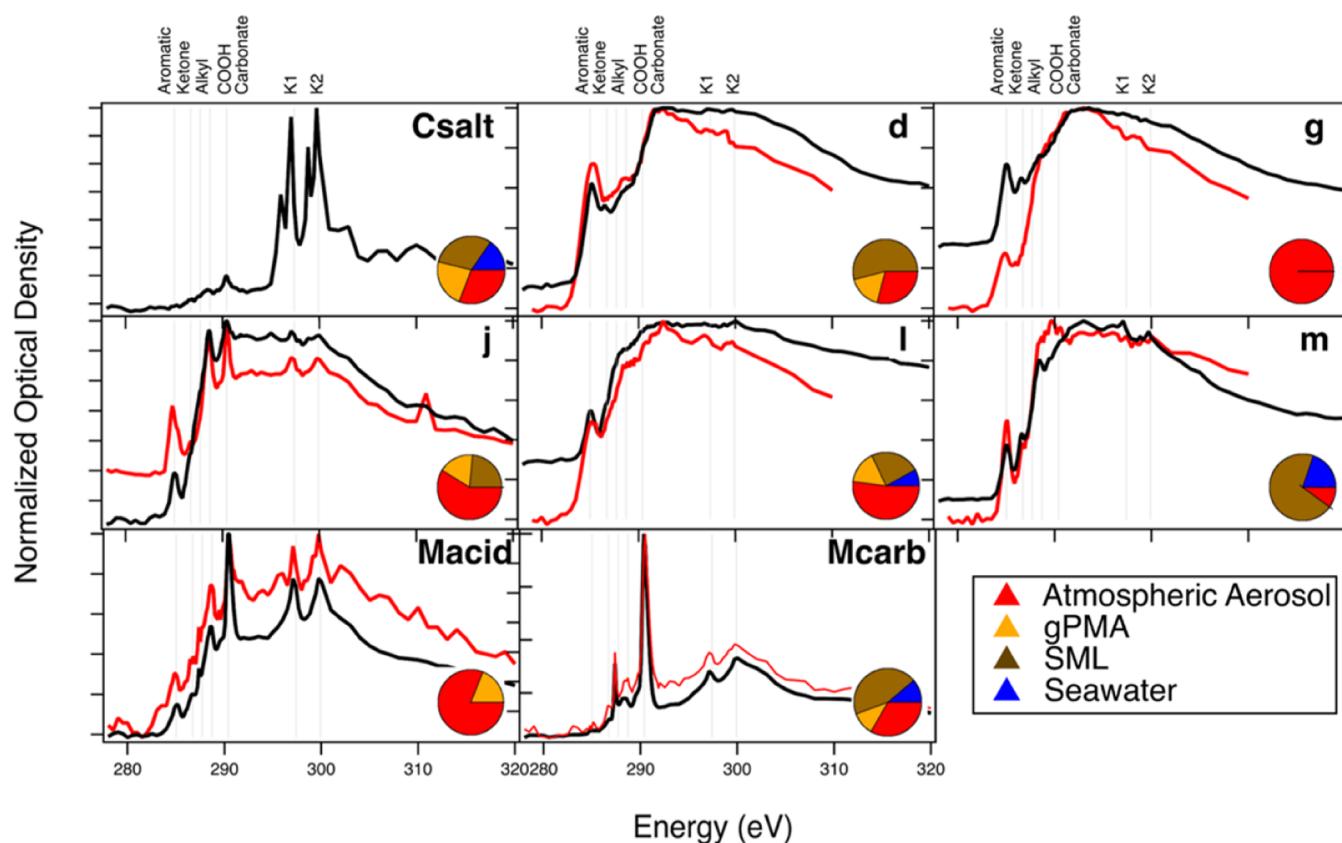 Aromatic Ketone Alkyl COOH Carbonate K1 K2
Aromatic Ketone Alkyl COOH Carbonate K1 K2
Aromatic Ketone Alkyl COOH Carbonate K1 K2
Normalized Optical Density
Csalt d g
j l m
Macid Mcarb
Atmospheric Aerosol
gPMA
SML
Seawater
280 290 300 310 320 280 290 300 310 320
Energy (eV)